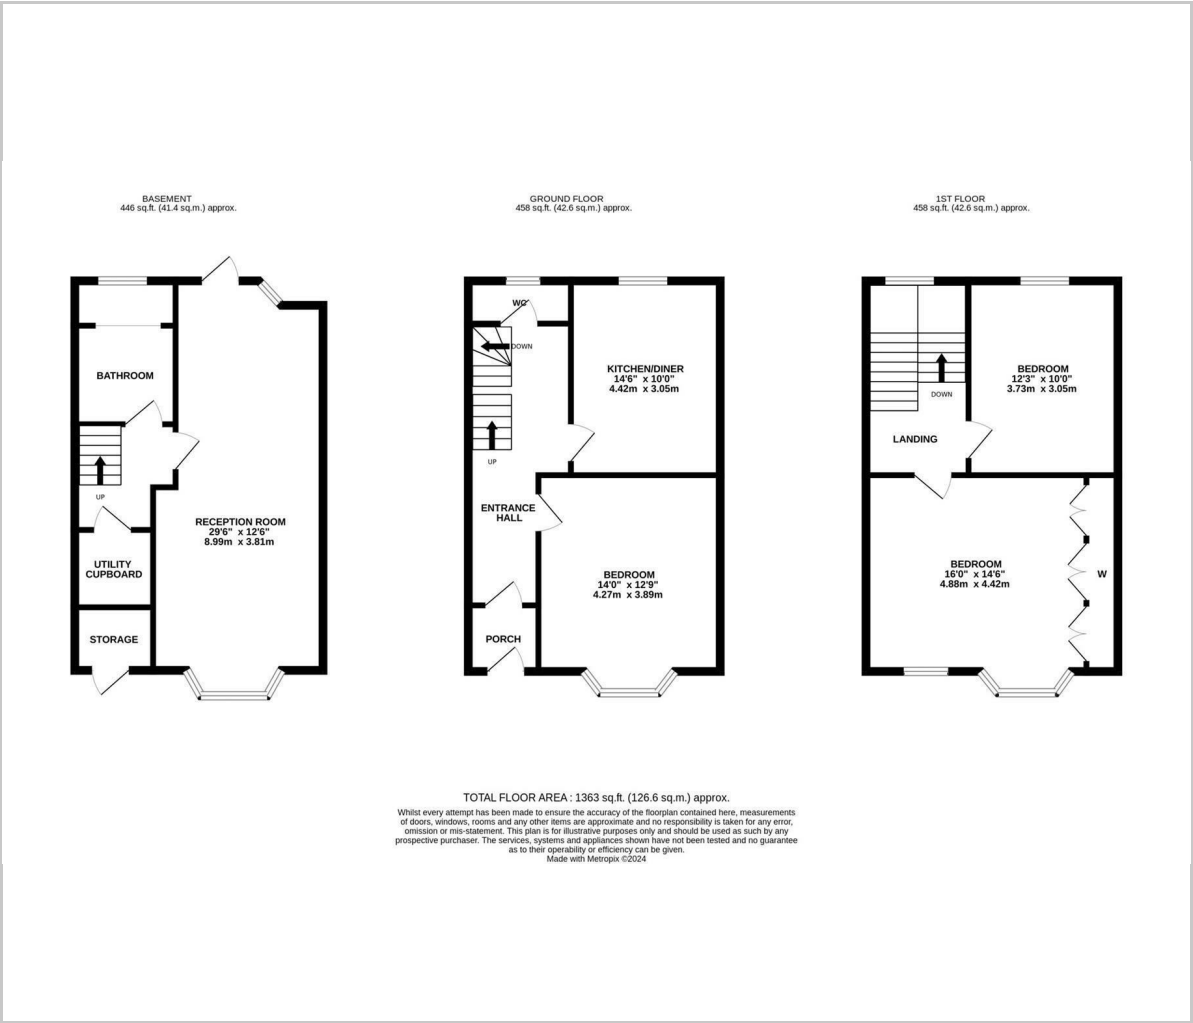 BASEMENT
446 sq.ft. (41.4 sq.m.) approx.
BATHROOM
UP
RECEPTION ROOM
29'6" x 12'6"
8.99m x 3.81m
UTILITY
CUPBOARD
STORAGE
GROUND FLOOR
458 sq.ft. (42.6 sq.m.) approx.
WC
DOWN
KITCHEN/DINER
14'6" x 10'0"
4.42m x 3.05m
UP
ENTRANCE
HALL
BEDROOM
14'0" x 12'9"
4.27m x 3.89m
PORCH
1ST FLOOR
458 sq.ft. (42.6 sq.m.) approx.
BEDROOM
12'3" x 10'0"
3.73m x 3.05m
DOWN
LANDING
BEDROOM
16'0" x 14'6"
4.88m x 4.42m
W
TOTAL FLOOR AREA : 1363 sq.ft. (126.6 sq.m.) approx.
Whilst every attempt has been made to ensure the accuracy of the floorplan contained here, measurements
of doors, windows, rooms and any other items are approximate and no responsibility is taken for any error,
omission or mis-statement. This plan is for illustrative purposes only and should be used as such by any
prospective purchaser. The services, systems and appliances shown have not been tested and no guarantee
as to their operability or efficiency can be given.
Made with Metropix ©2024